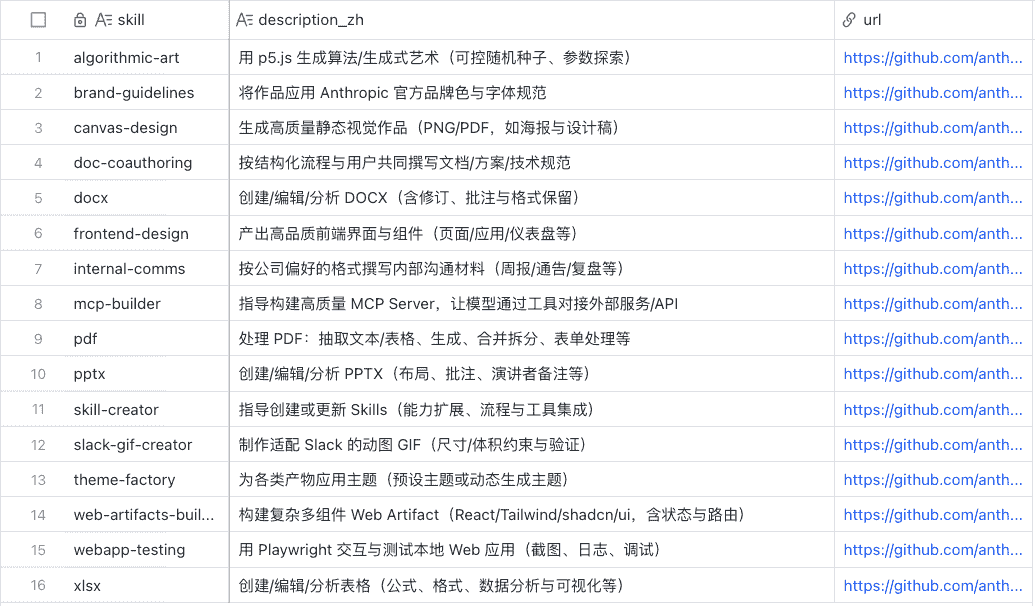 skill description_zh url
1 algorithmic-art 用 p5.js 生成算法/生成式艺术（可控随机种子、参数探索） https://github.com/anth...
2 brand-guidelines 将作品应用 Anthropic 官方品牌色与字体规范 https://github.com/anth...
3 canvas-design 生成高质量静态视觉作品（PNG/PDF，如海报与设计稿） https://github.com/anth...
4 doc-coauthoring 按结构化流程与用户共同撰写文档/方案/技术规范 https://github.com/anth...
5 docx 创建/编辑/分析 DOCX（含修订、批注与格式保留） https://github.com/anth...
6 frontend-design 产出高品质前端界面与组件（页面/应用/仪表盘等） https://github.com/anth...
7 internal-comms 按公司偏好的格式撰写内部沟通材料（周报/通告/复盘等） https://github.com/anth...
8 mcp-builder 指导构建高质量 MCP Server，让模型通过工具对接外部服务/API https://github.com/anth...
9 pdf 处理 PDF：抽取文本/表格、生成、合并拆分、表单处理等 https://github.com/anth...
10 pptx 创建/编辑/分析 PPTX（布局、批注、演讲者备注等） https://github.com/anth...
11 skill-creator 指导创建或更新 Skills（能力扩展、流程与工具集成） https://github.com/anth...
12 slack-gif-creator 制作适配 Slack 的动图 GIF（尺寸/体积约束与验证） https://github.com/anth...
13 theme-factory 为各类产物应用主题（预设主题或动态生成主题） https://github.com/anth...
14 web-artifacts-buil... 构建复杂多组件 Web Artifact（React/Tailwind/shadcn/ui，含状态与路由） https://github.com/anth...
15 webapp-testing 用 Playwright 交互与测试本地 Web 应用（截图、日志、调试） https://github.com/anth...
16 xlsx 创建/编辑/分析表格（公式、格式、数据分析与可视化等） https://github.com/anth...